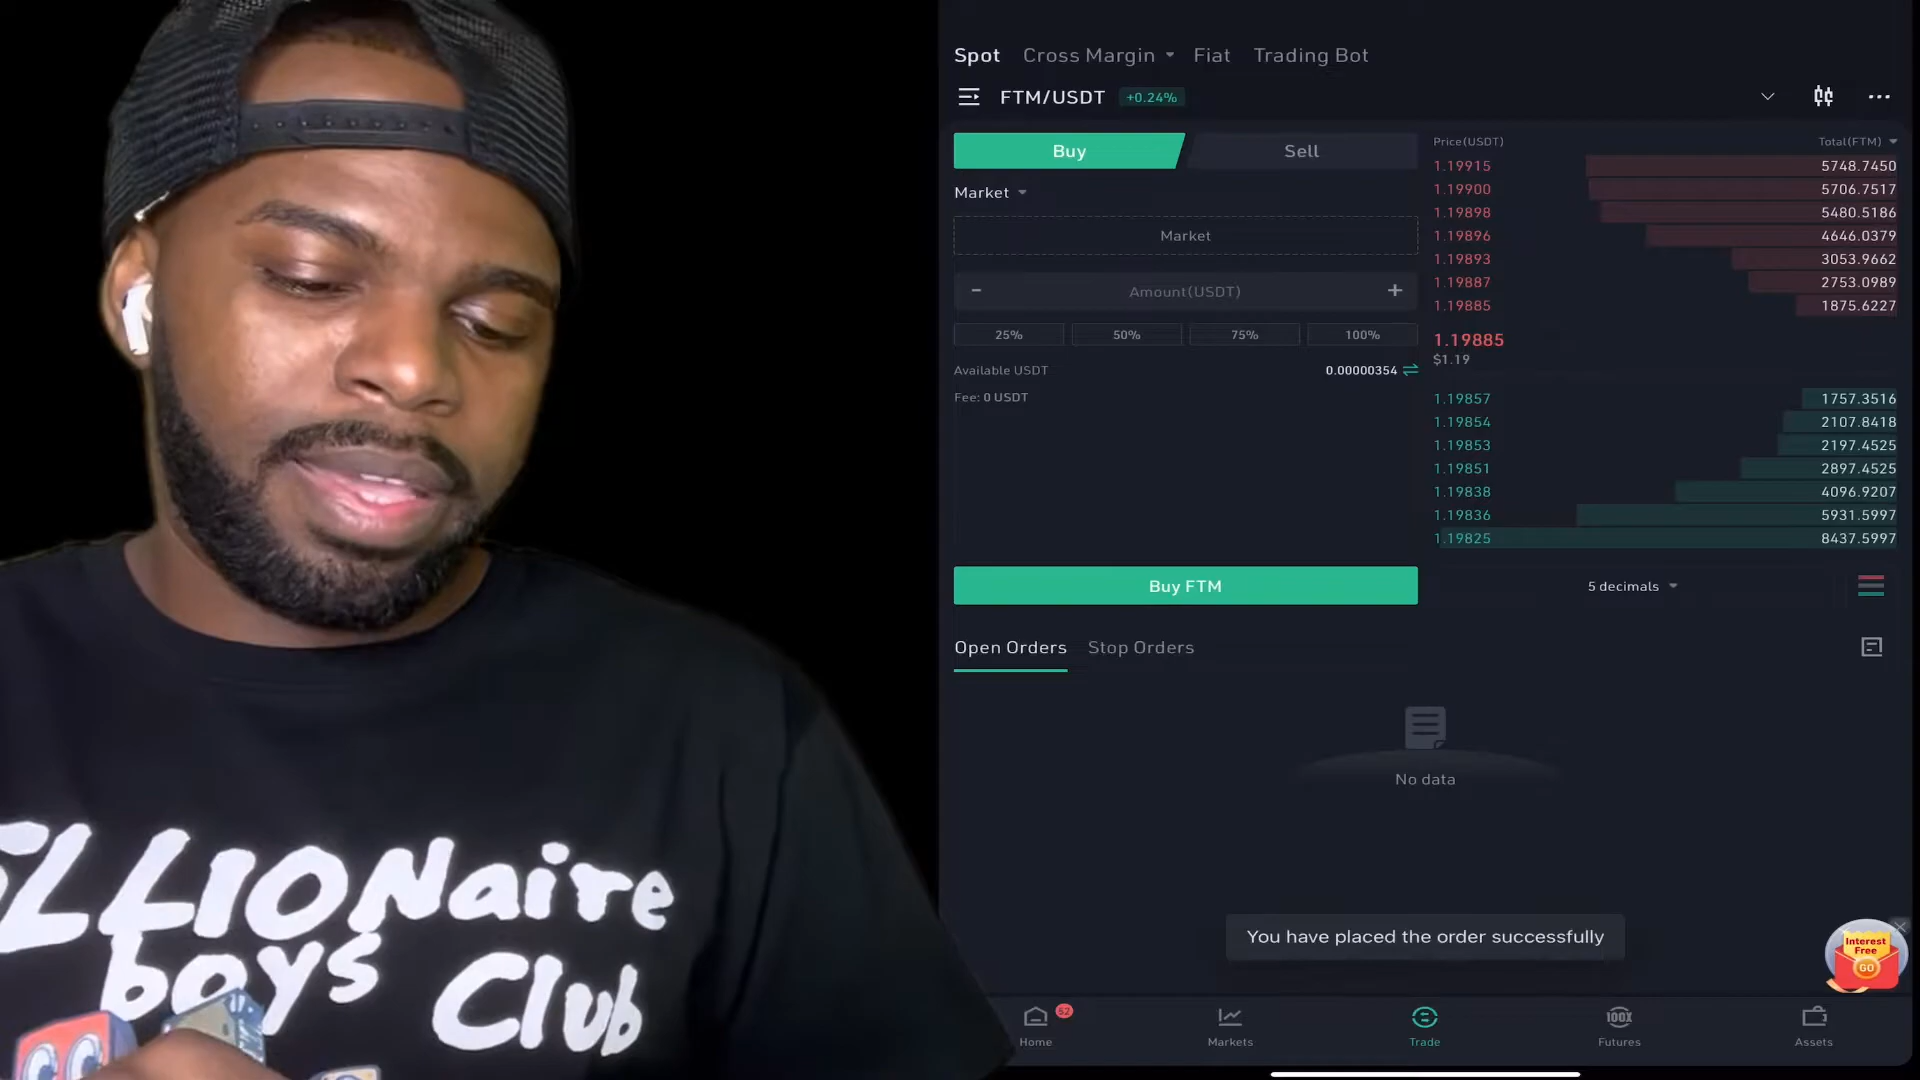 Spot Cross Margin Fiat Trading Bot
FTM/USDT +0.24%
Buy Sell
Market
Market
- Amount(USDT) +
25% 50% 75% 100%
Available USDT 0.00000354
Fee: 0 USDT
Buy FTM
Price(USDT) Total(FTM)
1.19915 5748.7450
1.19900 5706.7517
1.19898 5480.5186
1.19896 4646.0379
1.19893 3053.9662
1.19887 2753.0989
1.19885 1875.6227
1.19885
$1.19
1.19857 1757.3516
1.19854 2107.8418
1.19853 2197.4525
1.19851 2897.4525
1.19838 4096.9207
1.19836 5931.5997
1.19825 8437.5997
5 decimals
Open Orders Stop Orders
No data
You have placed the order successfully
Interest
Free
GO
Home 52 Markets Trade 100X Futures Assets
LLIONaire
boys Club